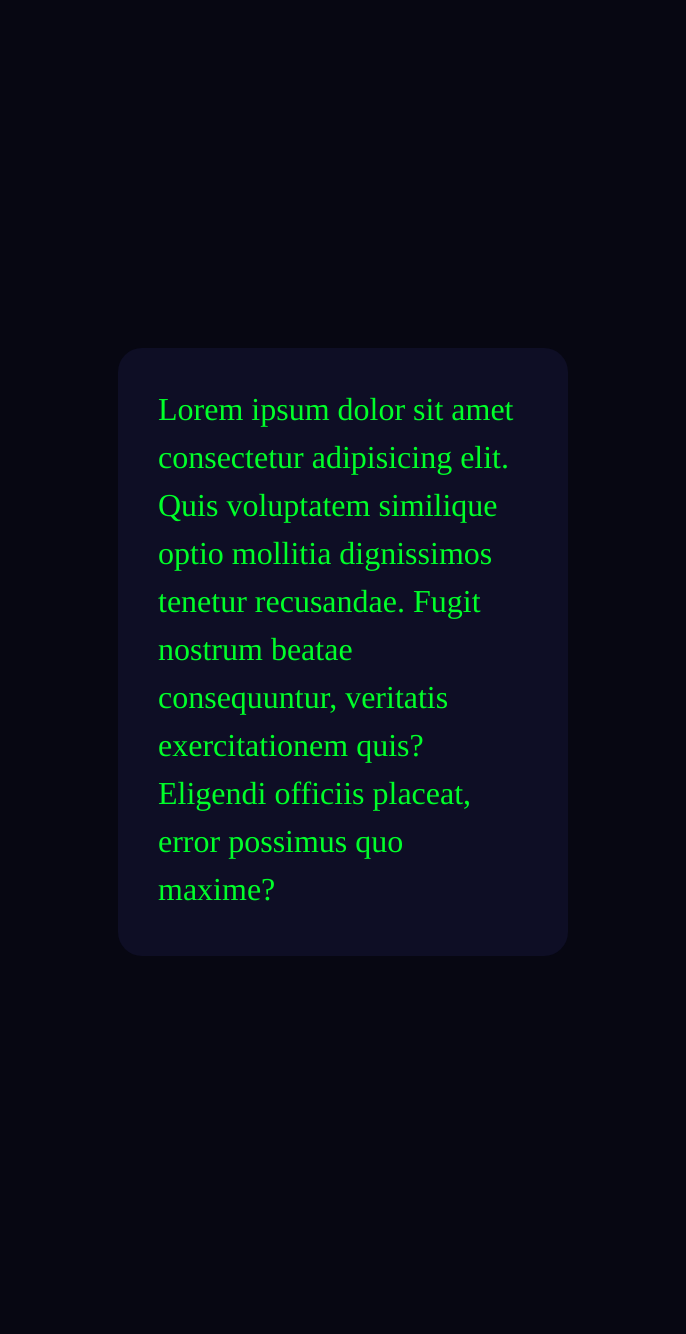 Lorem ipsum dolor sit amet
consectetur adipisicing elit.
Quis voluptatem similique
optio mollitia dignissimos
tenetur recusandae. Fugit
nostrum beatae
consequuntur, veritatis
exercitationem quis?
Eligendi officiis placeat,
error possimus quo
maxime?